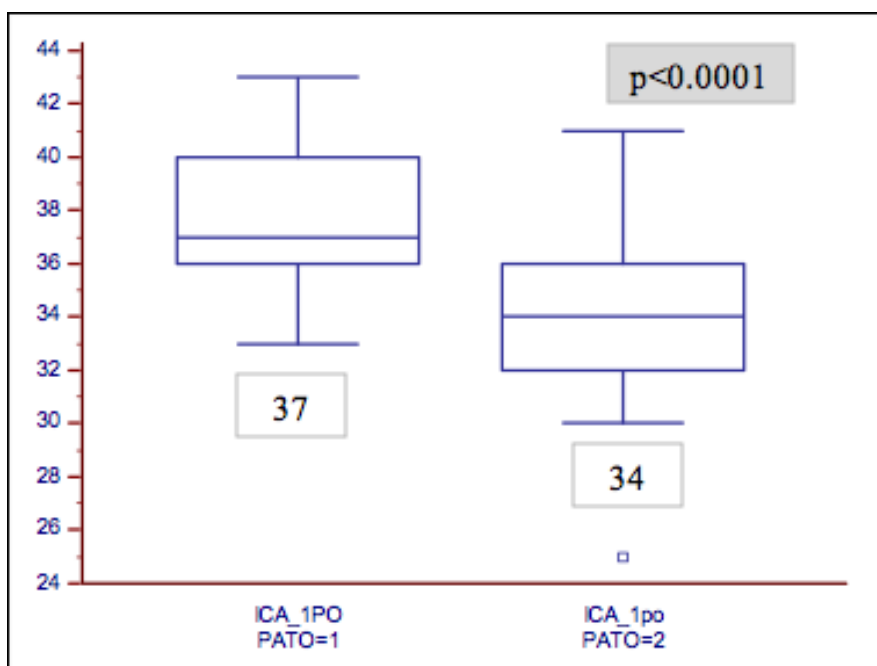 44
42
40
38
36
34
32
30
28
26
24
p<0.0001
37
34
ICA_1PO
PATO=1
ICA_1po
PATO=2